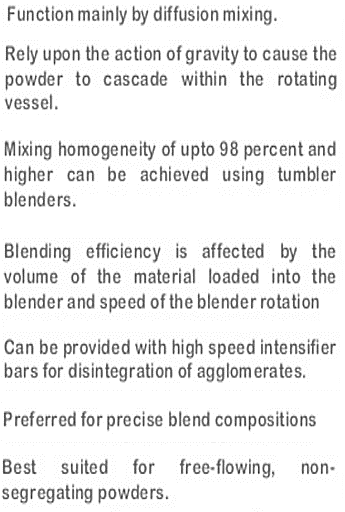 Function mainly by diffusion mixing.
Rely upon the action of gravity to cause the
powder to cascade within the rotating
vessel.
Mixing homogeneity of upto 98 percent and
higher can be achieved using tumbler
blenders.
Blending efficiency is affected by the
volume of the material loaded into the
blender and speed of the blender rotation
Can be provided with high speed intensifier
bars for disintegration of agglomerates.
Preferred for precise blend compositions
Best suited for free-flowing, non-
segregating powders.